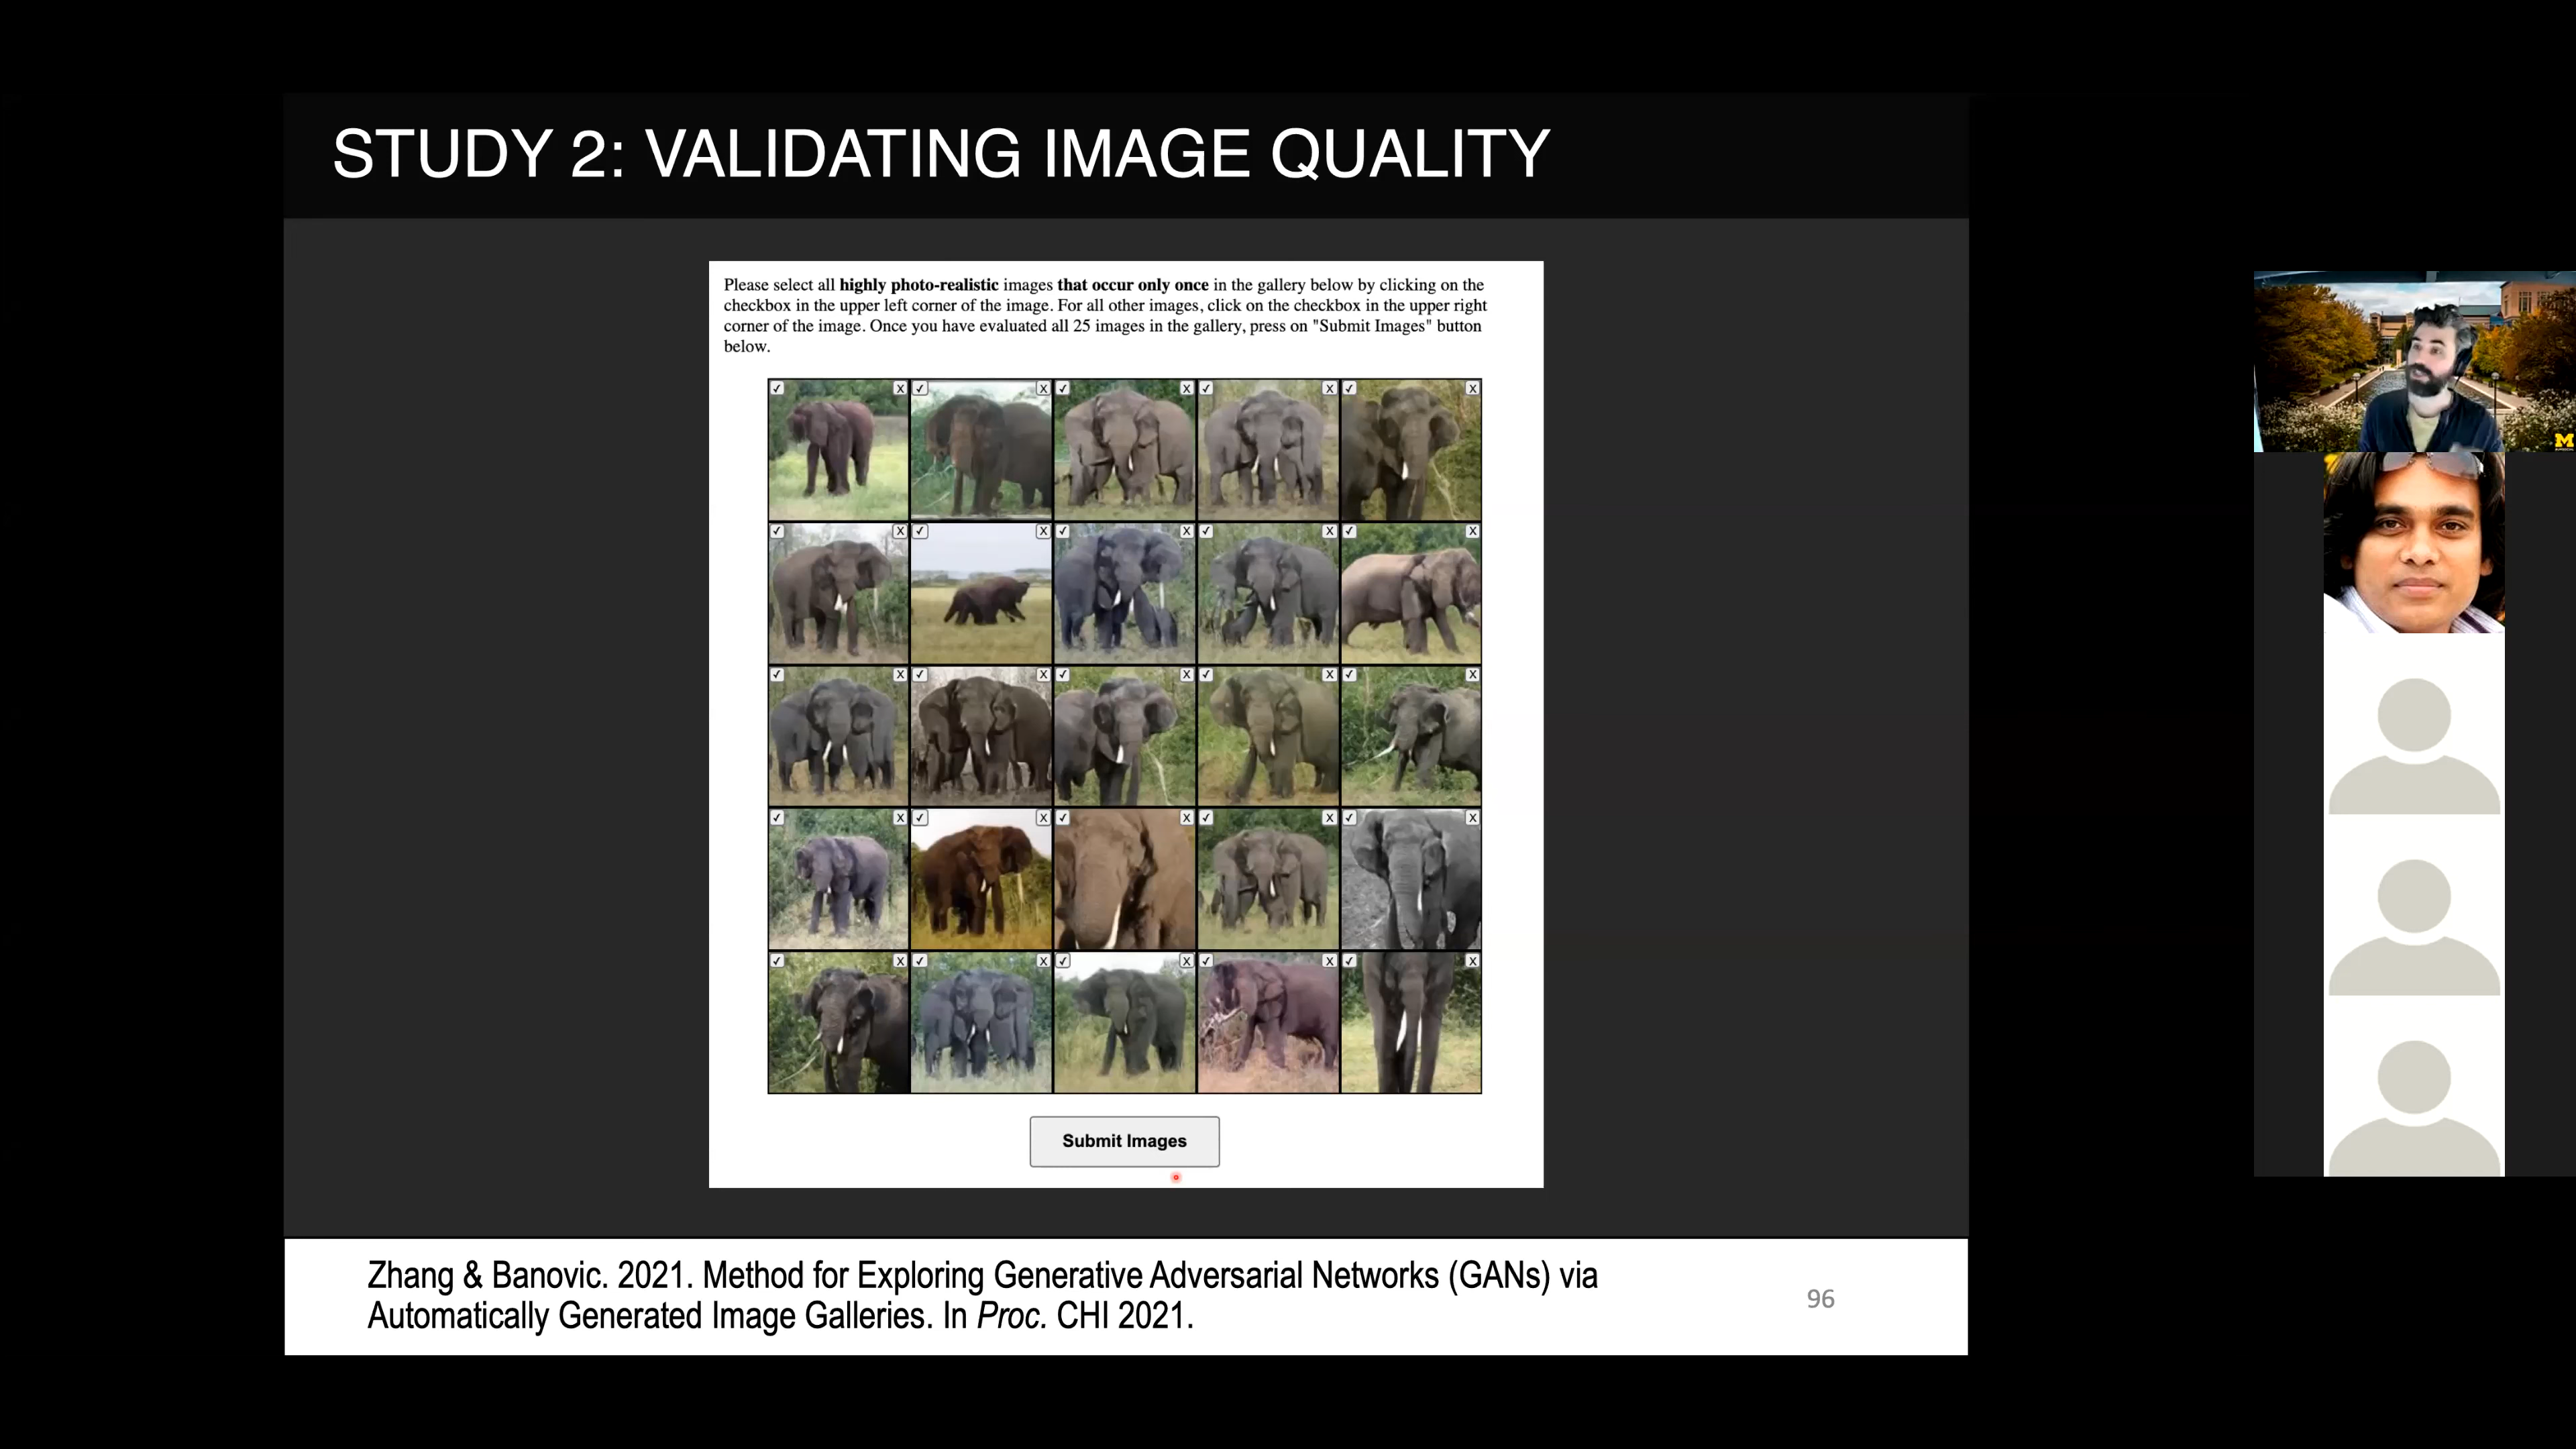 STUDY 2: VALIDATING IMAGE QUALITY
Please select all highly photo-realistic images that occur only once in the gallery below by clicking on the
checkbox in the upper left corner of the image. For all other images, click on the checkbox in the upper right
corner of the image. Once you have evaluated all 25 images in the gallery, press on "Submit Images" button
below.
✓ X ✓ X ✓ X ✓ X ✓ X
✓ X ✓ X ✓ X ✓ X ✓ X
✓ X ✓ X ✓ X ✓ X ✓ X
✓ X ✓ X ✓ X ✓ X ✓ X
✓ X ✓ X ✓ X ✓ X ✓ X
Submit Images
Zhang & Banovic. 2021. Method for Exploring Generative Adversarial Networks (GANs) via
Automatically Generated Image Galleries. In Proc. CHI 2021.
96
M